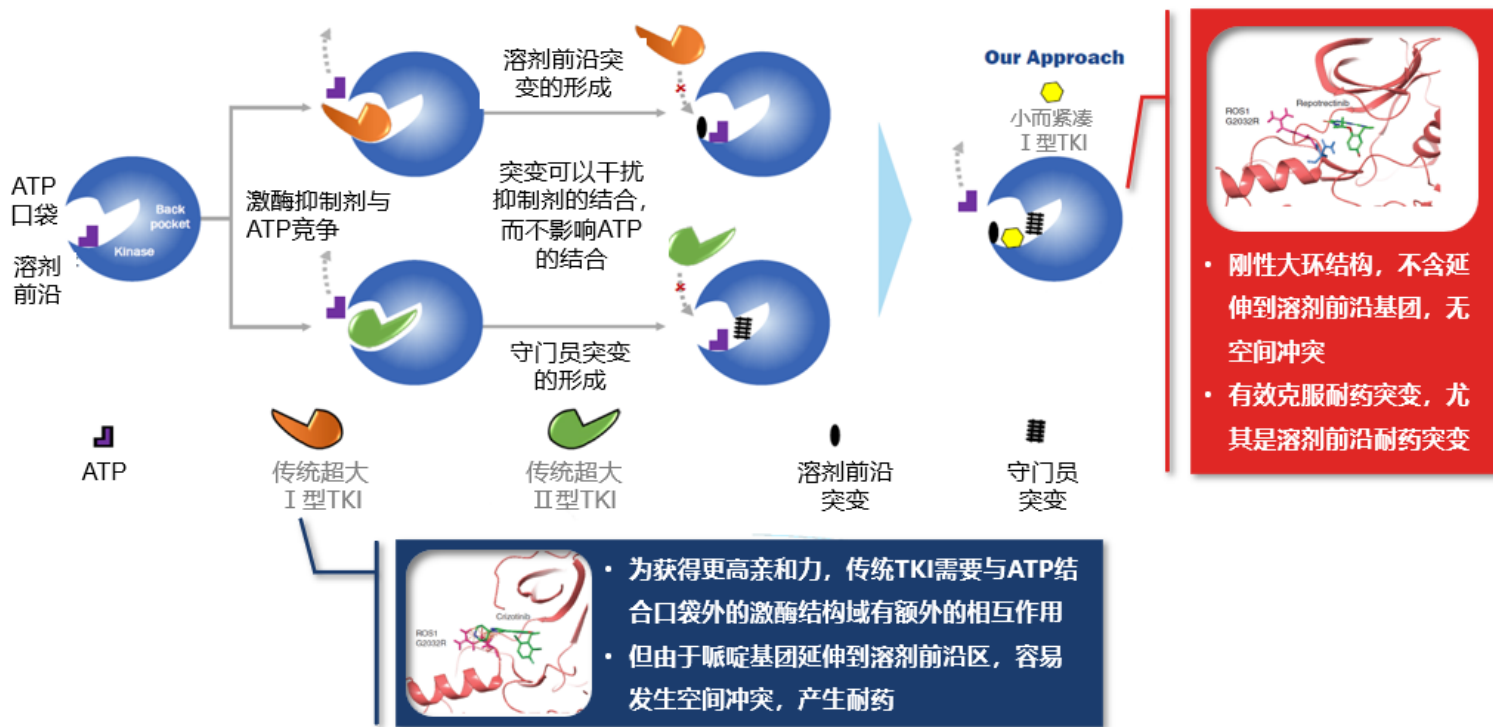 ATP
口袋
溶剂
前沿
Back
pocket
Kinase
激酶抑制剂与
ATP竞争
溶剂前沿突
变的形成
突变可以干扰
抑制剂的结合，
而不影响ATP
的结合
守门员突变
的形成
Our Approach
小而紧凑
Ⅰ型TKI
ROS1
G2032R
Repotrectinib
• 刚性大环结构，不含延
伸到溶剂前沿基团，无
空间冲突
• 有效克服耐药突变，尤
其是溶剂前沿耐药突变
ATP
传统超大
Ⅰ型TKI
传统超大
Ⅱ型TKI
溶剂前沿
突变
守门员
突变
ROS1
G2032R
Crizotinib
• 为获得更高亲和力，传统TKI需要与ATP结
合口袋外的激酶结构域有额外的相互作用
• 但由于哌啶基团延伸到溶剂前沿区，容易
发生空间冲突，产生耐药